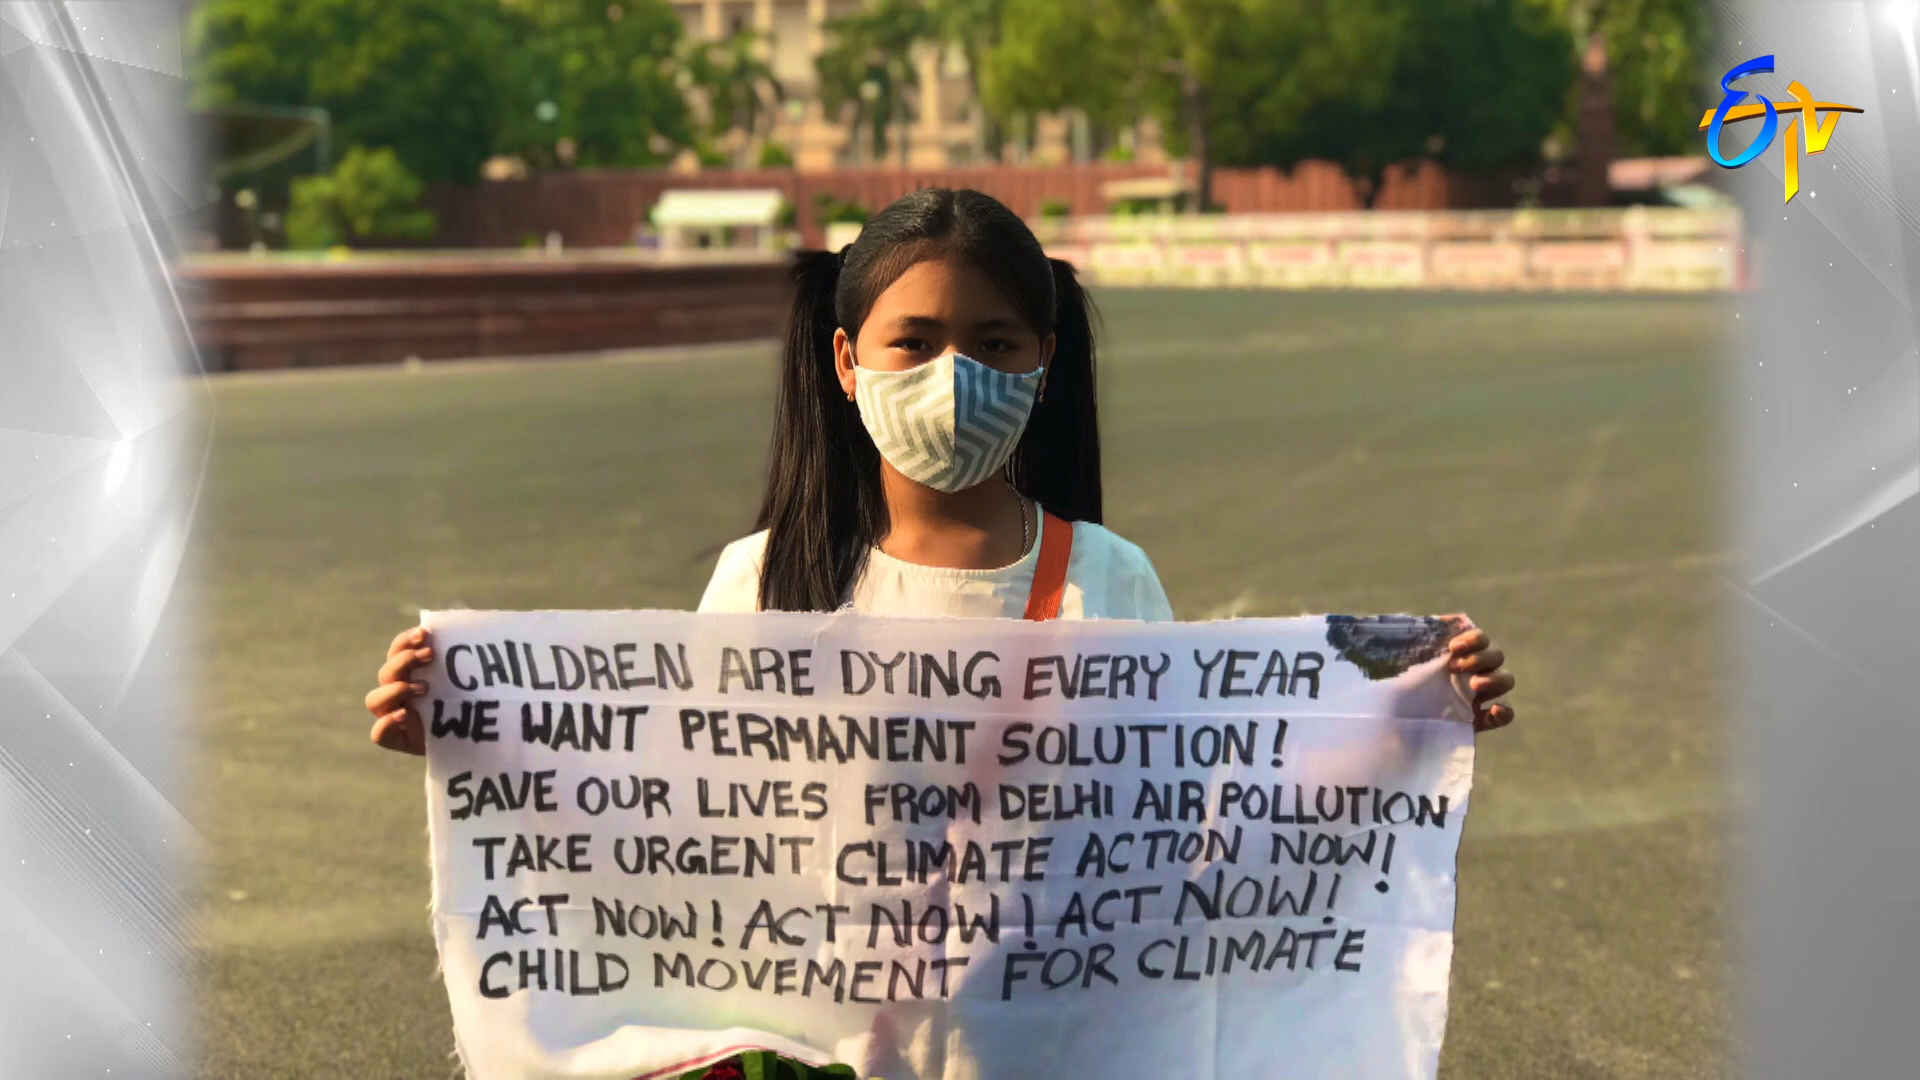 ETV
CHILDREN ARE DYING EVERY YEAR
WE WANT PERMANENT SOLUTION!
SAVE OUR LIVES FROM DELHI AIR POLLUTION
TAKE URGENT CLIMATE ACTION NOW!
ACT NOW! ACT NOW! ACT NOW!
CHILD MOVEMENT FOR CLIMATE